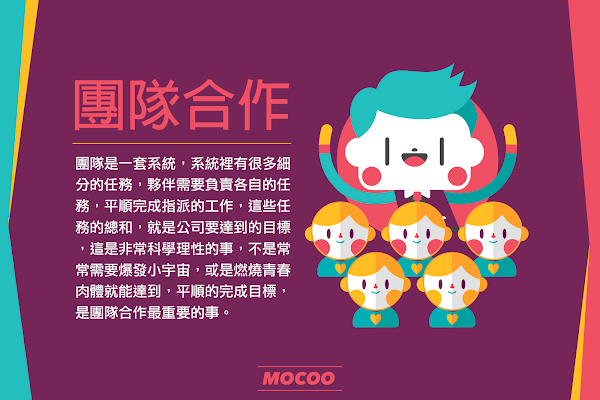 團隊合作
團隊是一套系統，系統裡有很多細
分的任務，夥伴需要負責各自的任
務，平順完成指派的工作，這些任
務的總和，就是公司要達到的目標
，這是非常科學理性的事，不是常
常需要爆發小宇宙，或是燃燒青春
肉體就能達到，平順的完成目標，
是團隊合作最重要的事。
MOCOO